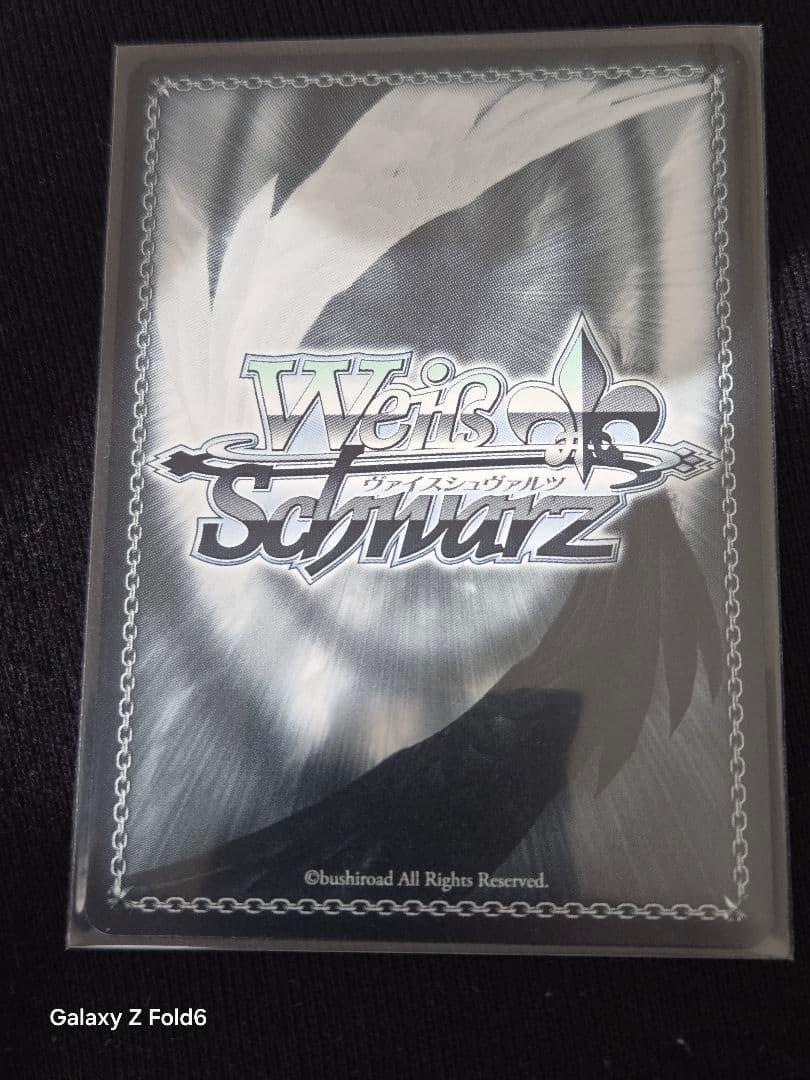 Weiß
ヴァイスシュヴァルツ
Schwarz
©bushiroad All Rights Reserved.
Galaxy Z Fold6